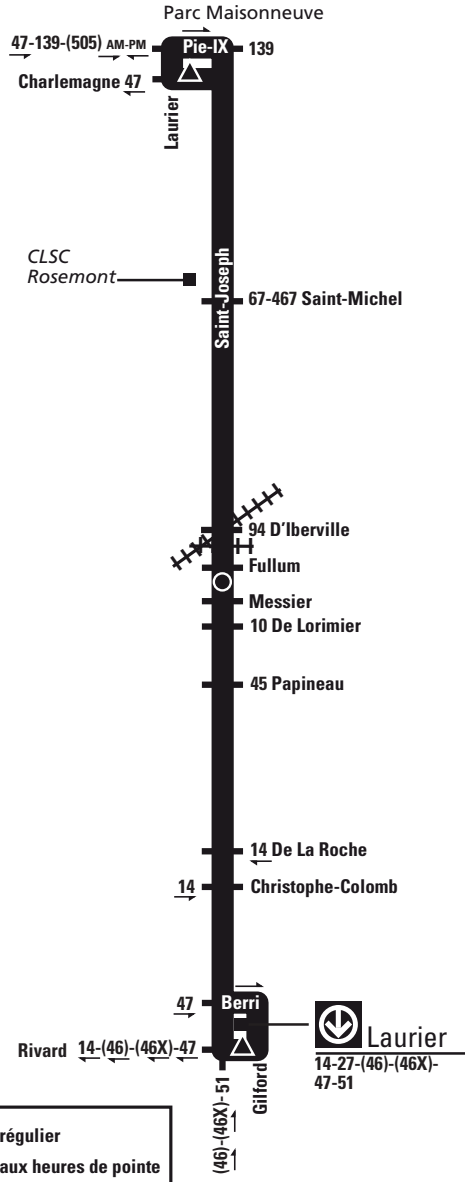 Parc Maisonneuve
47-139-(505) AM-PM
Pie-IX
139
Charlemagne 47
Laurier
CLSC
Rosemont
Saint-Joseph
67-467 Saint-Michel
94 D'Iberville
Fullum
Messier
10 De Lorimier
45 Papineau
14 De La Roche
14
Christophe-Colomb
47
Berri
Rivard 14-(46)-(46X)-47
Gilford
(46)-(46X)-51
Laurier
14-27-(46)-(46X)-
47-51
régulier
aux heures de pointe